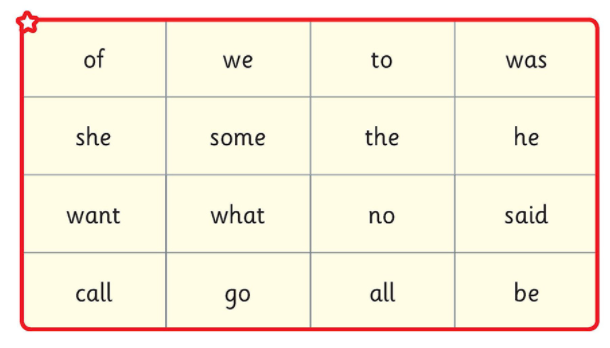 of we to was
she some the he
want what no said
call go all be